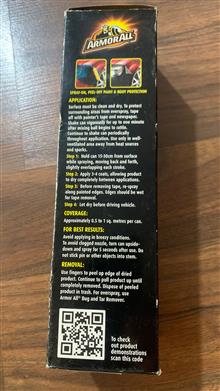 ARMORALL
SPRAY-ON, PEEL-OFF PAINT & BODY PROTECTION
APPLICATION:
Surface must be clean and dry. To protect
surrounding areas from overspray, tape
off with painter's tape and newspaper.
Shake can vigorously for up to one minute
after mixing ball begins to rattle.
Continue to shake can periodically
throughout application. Use only in well-
ventilated area away from heat sources
and sparks.
Step 1: Hold can 15-30cm from surface
while spraying, moving back and forth,
slightly overlapping each stroke.
Step 2: Apply 3-4 coats, allowing product
to dry completely between applications.
Step 3: Before removing tape, re-spray
along painted edges. Edges should be wet
for tape removal.
Step 4: Let dry before driving vehicle.
COVERAGE:
Approximately 0.5 to 1 sq. metres per can.
FOR BEST RESULTS:
Avoid applying in breezy conditions.
To avoid clogged nozzle, turn can upside-
down and spray for 5 seconds after use. Do
not stick pin or other objects into stem.
REMOVAL:
Use fingers to peel up edge of dried
product. Continue to pull product up until
completely removed. Dispose of peeled
product in trash. For overspray, use
Armor All® Bug and Tar Remover.
To check
out product
demonstrations
scan this code